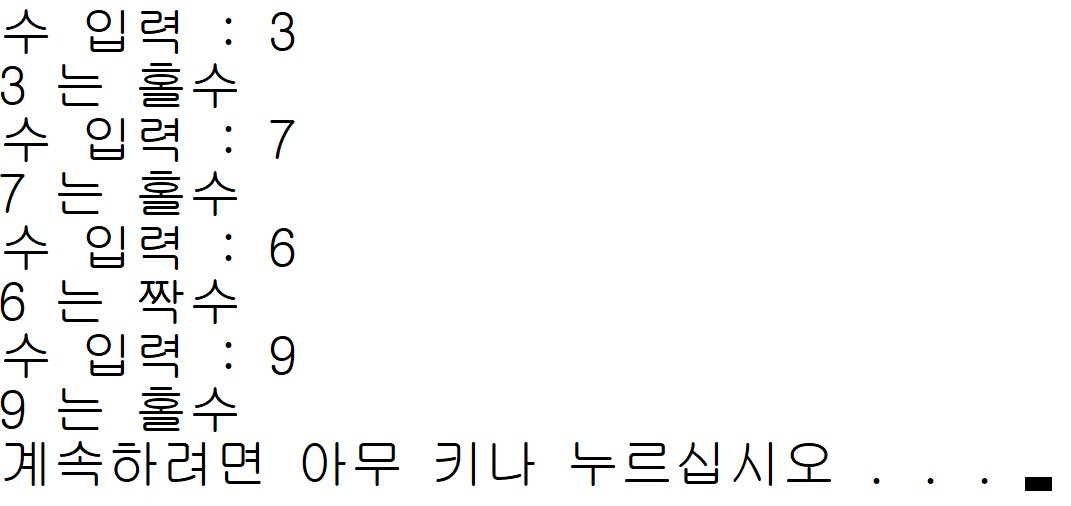 수 입력 : 3
3 는 홀수
수 입력 : 7
7 는 홀수
수 입력 : 6
6 는 짝수
수 입력 : 9
9 는 홀수
계속하려면 아무 키나 누르십시오 . . .